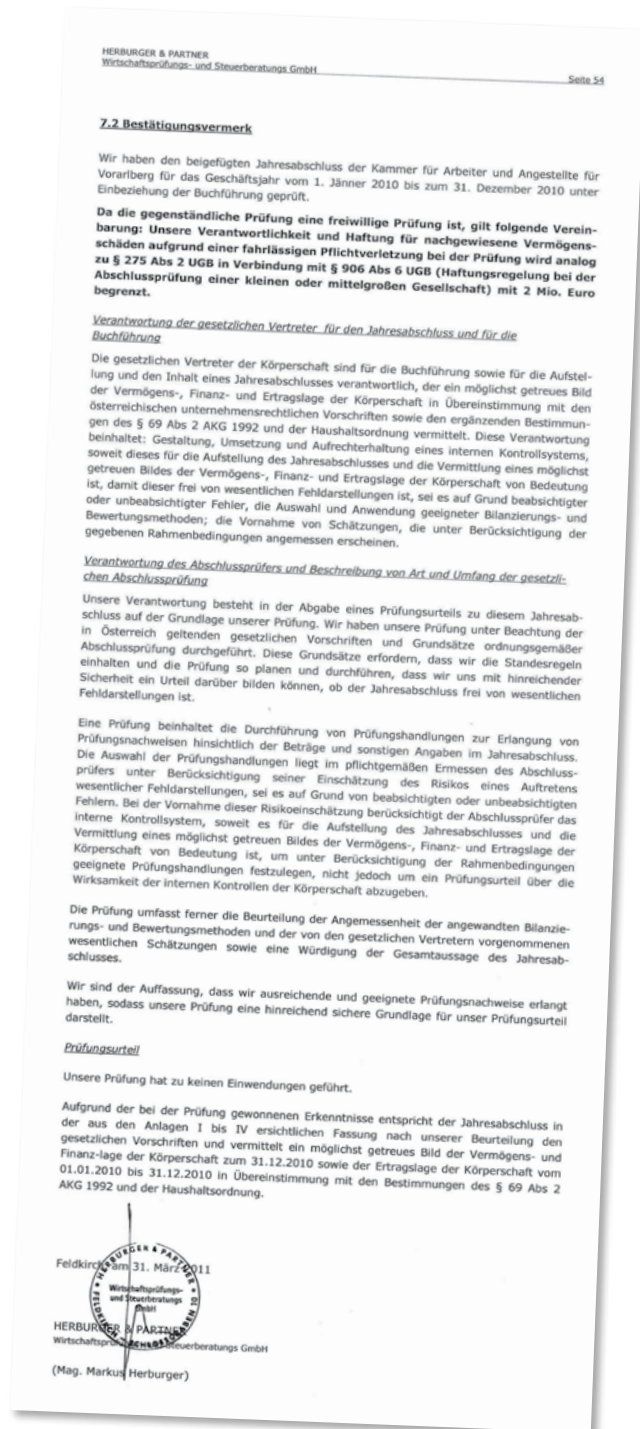 HERBURGER & PARTNER
Wirtschaftsprüfungs- und Steuerberatungs GmbH
Seite 54
7.2 Bestätigungsvermerk
Wir haben den beigefügten Jahresabschluss der Kammer für Arbeiter und Angestellte für
Vorarlberg für das Geschäftsjahr vom 1. Jänner 2010 bis zum 31. Dezember 2010 unter
Einbeziehung der Buchführung geprüft.
Da die gegenständliche Prüfung eine freiwillige Prüfung ist, gilt folgende Verein-
barung: Unsere Verantwortlichkeit und Haftung für nachgewiesene Vermögens-
schäden aufgrund einer fahrlässigen Pflichtverletzung bei der Prüfung wird analog
zu § 275 Abs 2 UGB in Verbindung mit § 906 Abs 6 UGB (Haftungsregelung bei der
Abschlussprüfung einer kleinen oder mittelgroßen Gesellschaft) mit 2 Mio. Euro
begrenzt.
Verantwortung der gesetzlichen Vertreter für den Jahresabschluss und für die
Buchführung
Die gesetzlichen Vertreter der Körperschaft sind für die Buchführung sowie für die Aufstel-
lung und den Inhalt eines Jahresabschlusses verantwortlich, der ein möglichst getreues Bild
der Vermögens-, Finanz- und Ertragslage der Körperschaft in Übereinstimmung mit den
österreichischen unternehmensrechtlichen Vorschriften sowie den ergänzenden Bestimmun-
gen des § 69 Abs 2 AKG 1992 und der Haushaltsordnung vermittelt. Diese Verantwortung
beinhaltet: Gestaltung, Umsetzung und Aufrechterhaltung eines internen Kontrollsystems,
soweit dieses für die Aufstellung des Jahresabschlusses und die Vermittlung eines möglichst
getreuen Bildes der Vermögens-, Finanz- und Ertragslage der Körperschaft von Bedeutung
ist, damit dieser frei von wesentlichen Fehldarstellungen ist, sei es auf Grund beabsichtigter
oder unbeabsichtigter Fehler, die Auswahl und Anwendung geeigneter Bilanzierungs- und
Bewertungsmethoden; die Vornahme von Schätzungen, die unter Berücksichtigung der
gegebenen Rahmenbedingungen angemessen erscheinen.
Verantwortung des Abschlussprüfers und Beschreibung von Art und Umfang der gesetzli-
chen Abschlussprüfung
Unsere Verantwortung besteht in der Abgabe eines Prüfungsurteils zu diesem Jahresab-
schluss auf der Grundlage unserer Prüfung. Wir haben unsere Prüfung unter Beachtung der
in Österreich geltenden gesetzlichen Vorschriften und Grundsätze ordnungsgemäßer
Abschlussprüfung durchgeführt. Diese Grundsätze erfordern, dass wir die Standesregeln
einhalten und die Prüfung so planen und durchführen, dass wir uns mit hinreichender
Sicherheit ein Urteil darüber bilden können, ob der Jahresabschluss frei von wesentlichen
Fehldarstellungen ist.
Eine Prüfung beinhaltet die Durchführung von Prüfungshandlungen zur Erlangung von
Prüfungsnachweisen hinsichtlich der Beträge und sonstigen Angaben im Jahresabschluss.
Die Auswahl der Prüfungshandlungen liegt im pflichtgemäßen Ermessen des Abschluss-
prüfers unter Berücksichtigung seiner Einschätzung des Risikos eines Auftretens
wesentlicher Fehldarstellungen, sei es auf Grund von beabsichtigten oder unbeabsichtigten
Fehlern. Bei der Vornahme dieser Risikoeinschätzung berücksichtigt der Abschlussprüfer das
interne Kontrollsystem, soweit es für die Aufstellung des Jahresabschlusses und die
Vermittlung eines möglichst getreuen Bildes der Vermögens-, Finanz- und Ertragslage der
Körperschaft von Bedeutung ist, um unter Berücksichtigung der Rahmenbedingungen
geeignete Prüfungshandlungen festzulegen, nicht jedoch um ein Prüfungsurteil über die
Wirksamkeit der internen Kontrollen der Körperschaft abzugeben.
Die Prüfung umfasst ferner die Beurteilung der Angemessenheit der angewandten Bilanzie-
rungs- und Bewertungsmethoden und der von den gesetzlichen Vertretern vorgenommenen
wesentlichen Schätzungen sowie eine Würdigung der Gesamtaussage des Jahresab-
schlusses.
Wir sind der Auffassung, dass wir ausreichende und geeignete Prüfungsnachweise erlangt
haben, sodass unsere Prüfung eine hinreichend sichere Grundlage für unser Prüfungsurteil
darstellt.
Prüfungsurteil
Unsere Prüfung hat zu keinen Einwendungen geführt.
Aufgrund der bei der Prüfung gewonnenen Erkenntnisse entspricht der Jahresabschluss in
der aus den Anlagen I bis IV ersichtlichen Fassung nach unserer Beurteilung den
gesetzlichen Vorschriften und vermittelt ein möglichst getreues Bild der Vermögens- und
Finanz-lage der Körperschaft zum 31.12.2010 sowie der Ertragslage der Körperschaft vom
01.01.2010 bis 31.12.2010 in Übereinstimmung mit den Bestimmungen des § 69 Abs 2
AKG 1992 und der Haushaltsordnung.
Feldkirch, am 31. März 2011
HERBURGER & PARTNER
Wirtschaftsprüfungs-
und Steuerberatungs
GmbH
FELDKIRCH SCHLOSSGRABEN 10
HERBURGER & PARTNER
Wirtschaftsprüfungs- und Steuerberatungs GmbH
(Mag. Markus Herburger)